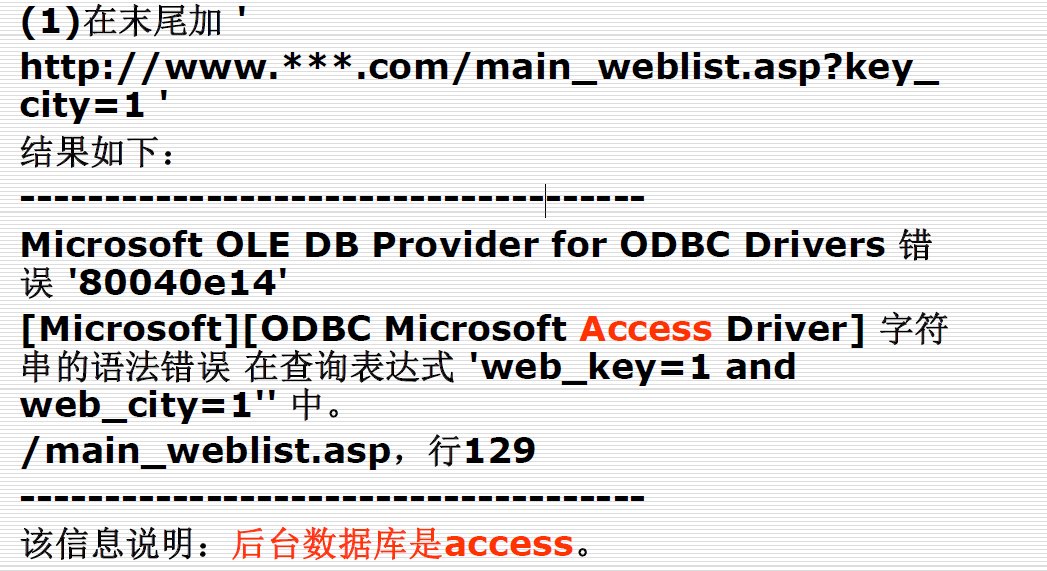 (1)在末尾加 '
http://www.***.com/main_weblist.asp?key_
city=1 '
结果如下：
-------------------------------------
Microsoft OLE DB Provider for ODBC Drivers 错
误 '80040e14'
[Microsoft][ODBC Microsoft Access Driver] 字符
串的语法错误 在查询表达式 'web_key=1 and
web_city=1'' 中。
/main_weblist.asp，行129
-------------------------------------
该信息说明：后台数据库是access。